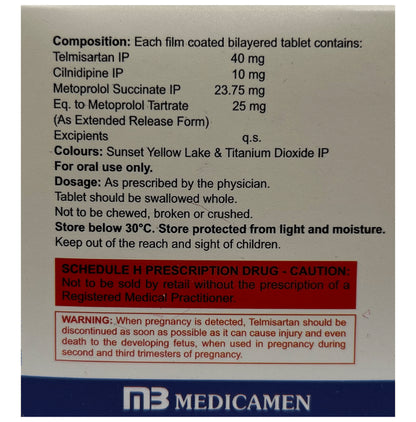 Composition: Each film coated bilayered tablet contains:
Telmisartan IP 40 mg
Cilnidipine IP 10 mg
Metoprolol Succinate IP 23.75 mg
Eq. to Metoprolol Tartrate 25 mg
(As Extended Release Form)
Excipients q.s.
Colours: Sunset Yellow Lake & Titanium Dioxide IP
For oral use only.
Dosage: As prescribed by the physician.
Tablet should be swallowed whole.
Not to be chewed, broken or crushed.
Store below 30°C. Store protected from light and moisture.
Keep out of the reach and sight of children.
SCHEDULE H PRESCRIPTION DRUG - CAUTION:
Not to be sold by retail without the prescription of a
Registered Medical Practitioner.
WARNING: When pregnancy is detected, Telmisartan should be
discontinued as soon as possible as it can cause injury and even
death to the developing fetus, when used in pregnancy during
second and third trimesters of pregnancy.
MB MEDICAMEN